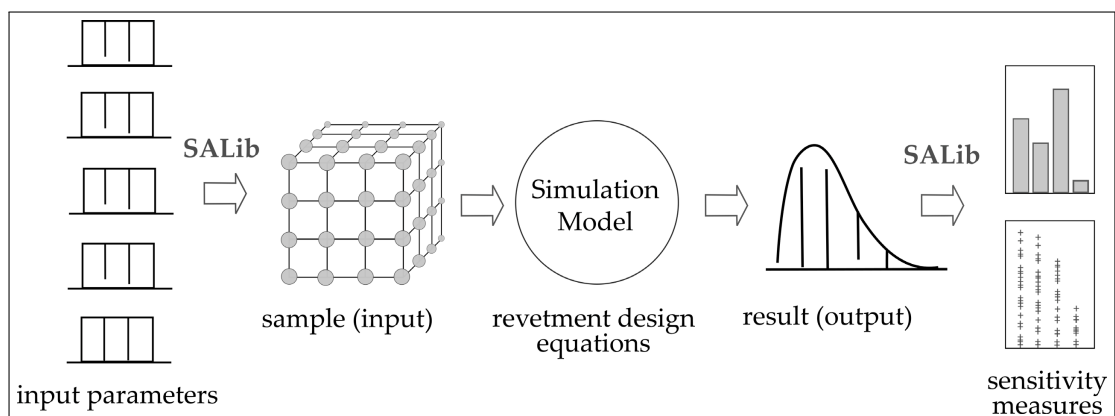 input parameters
SALib
sample (input)
Simulation
Model
revetment design
equations
result (output)
SALib
sensitivity
measures